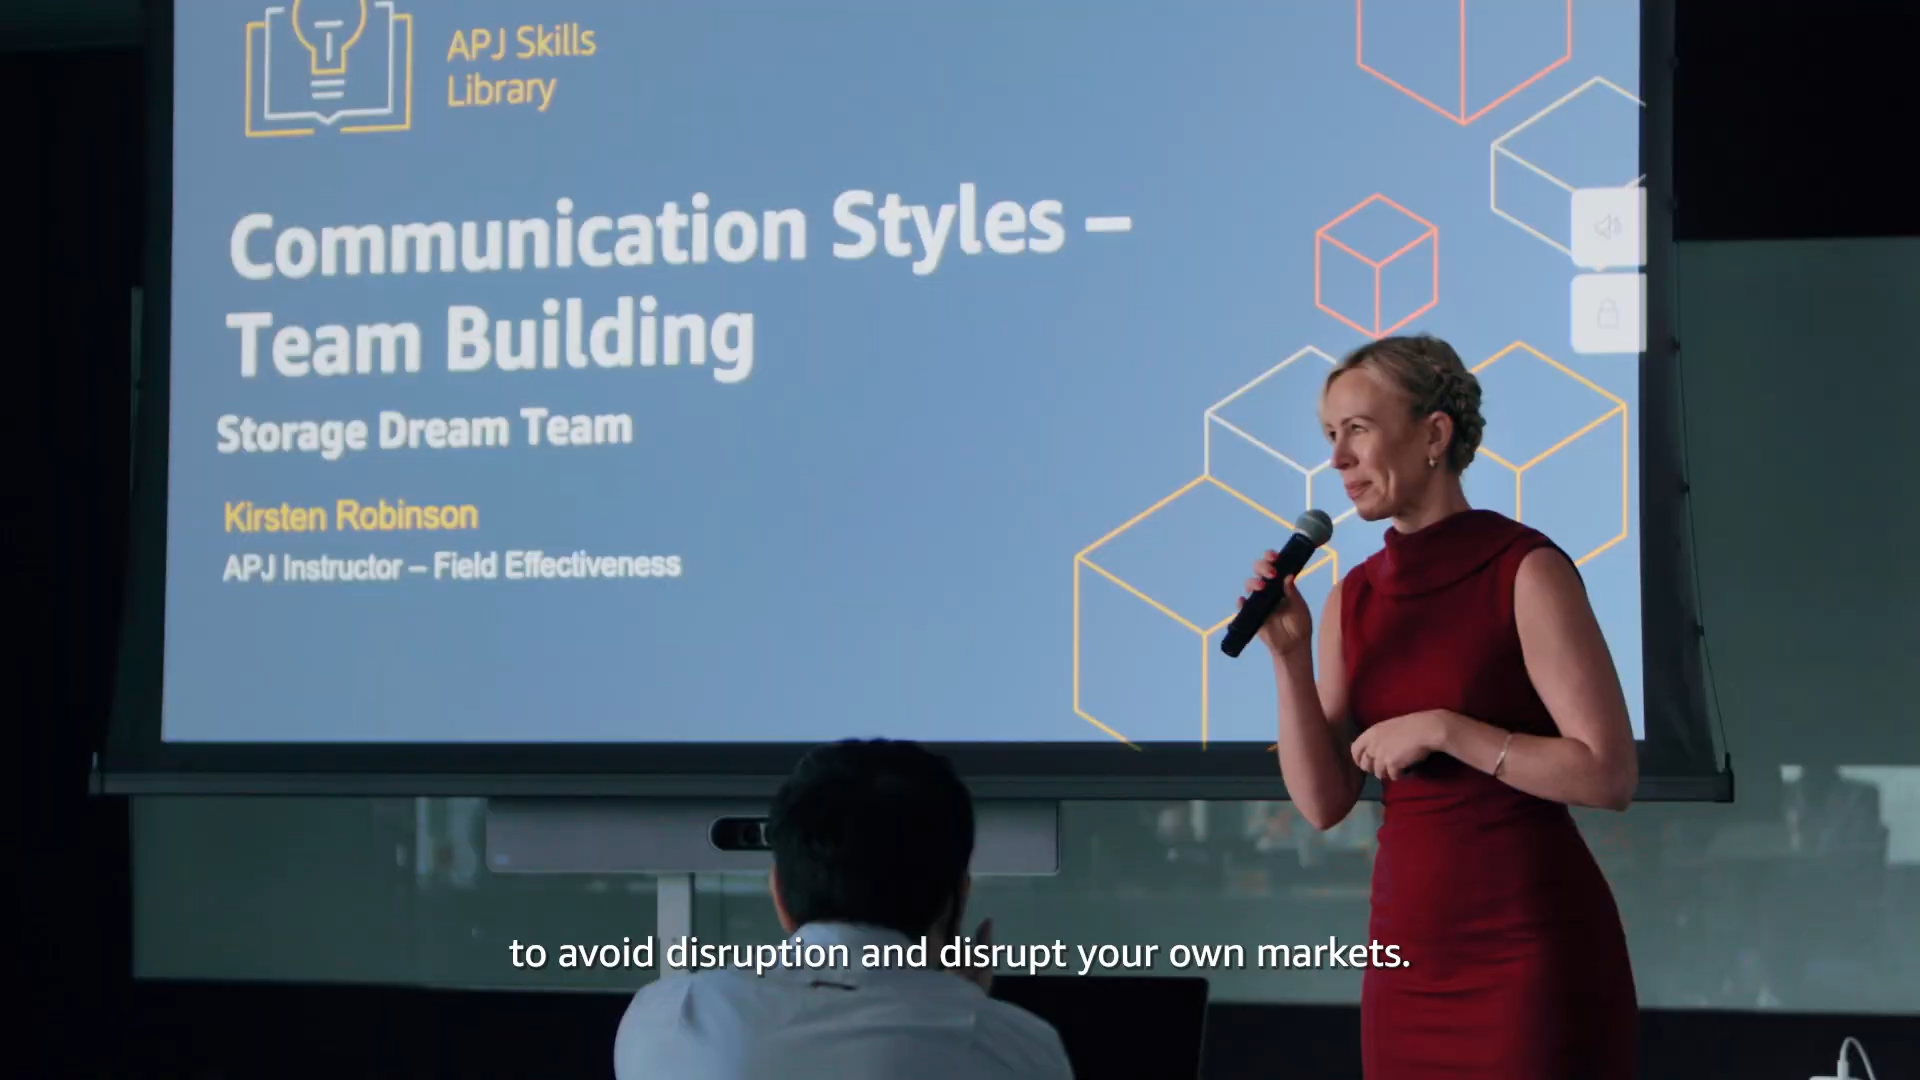 APJ Skills
Library
Communication Styles –
Team Building
Storage Dream Team
Kirsten Robinson
APJ Instructor – Field Effectiveness
to avoid disruption and disrupt your own markets.